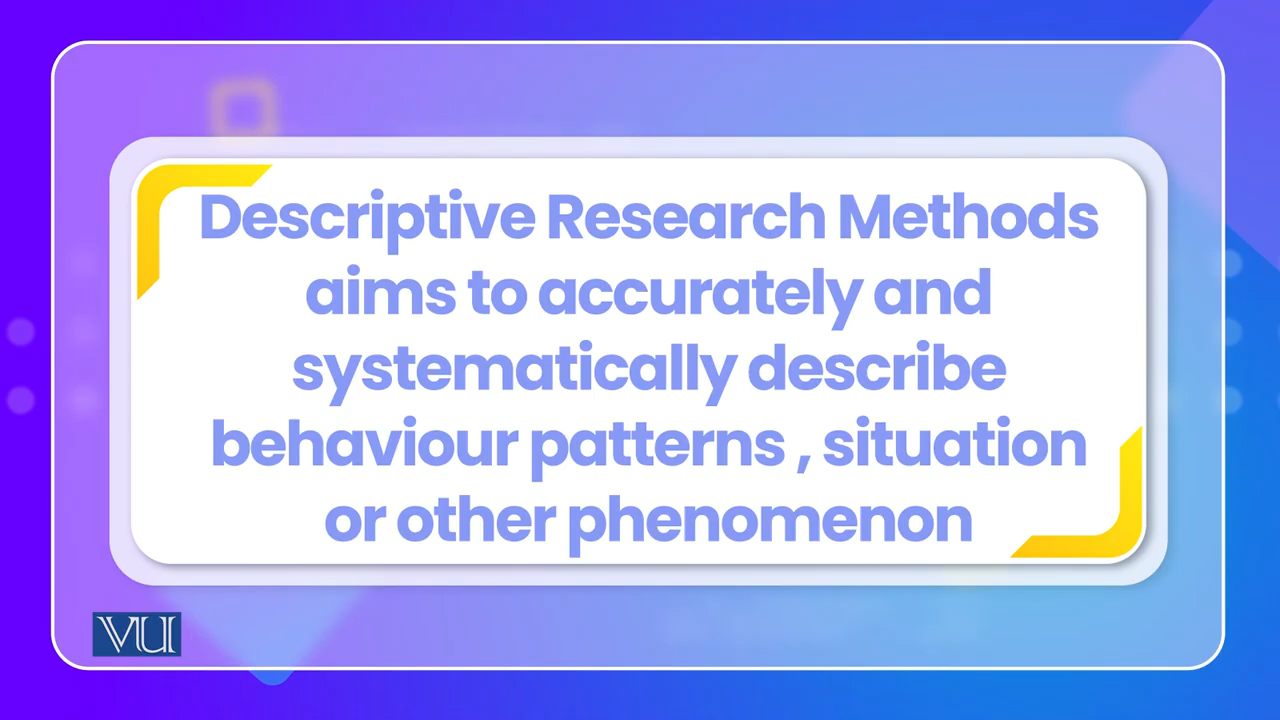 Descriptive Research Methods
aims to accurately and
systematically describe
behaviour patterns , situation
or other phenomenon
VU